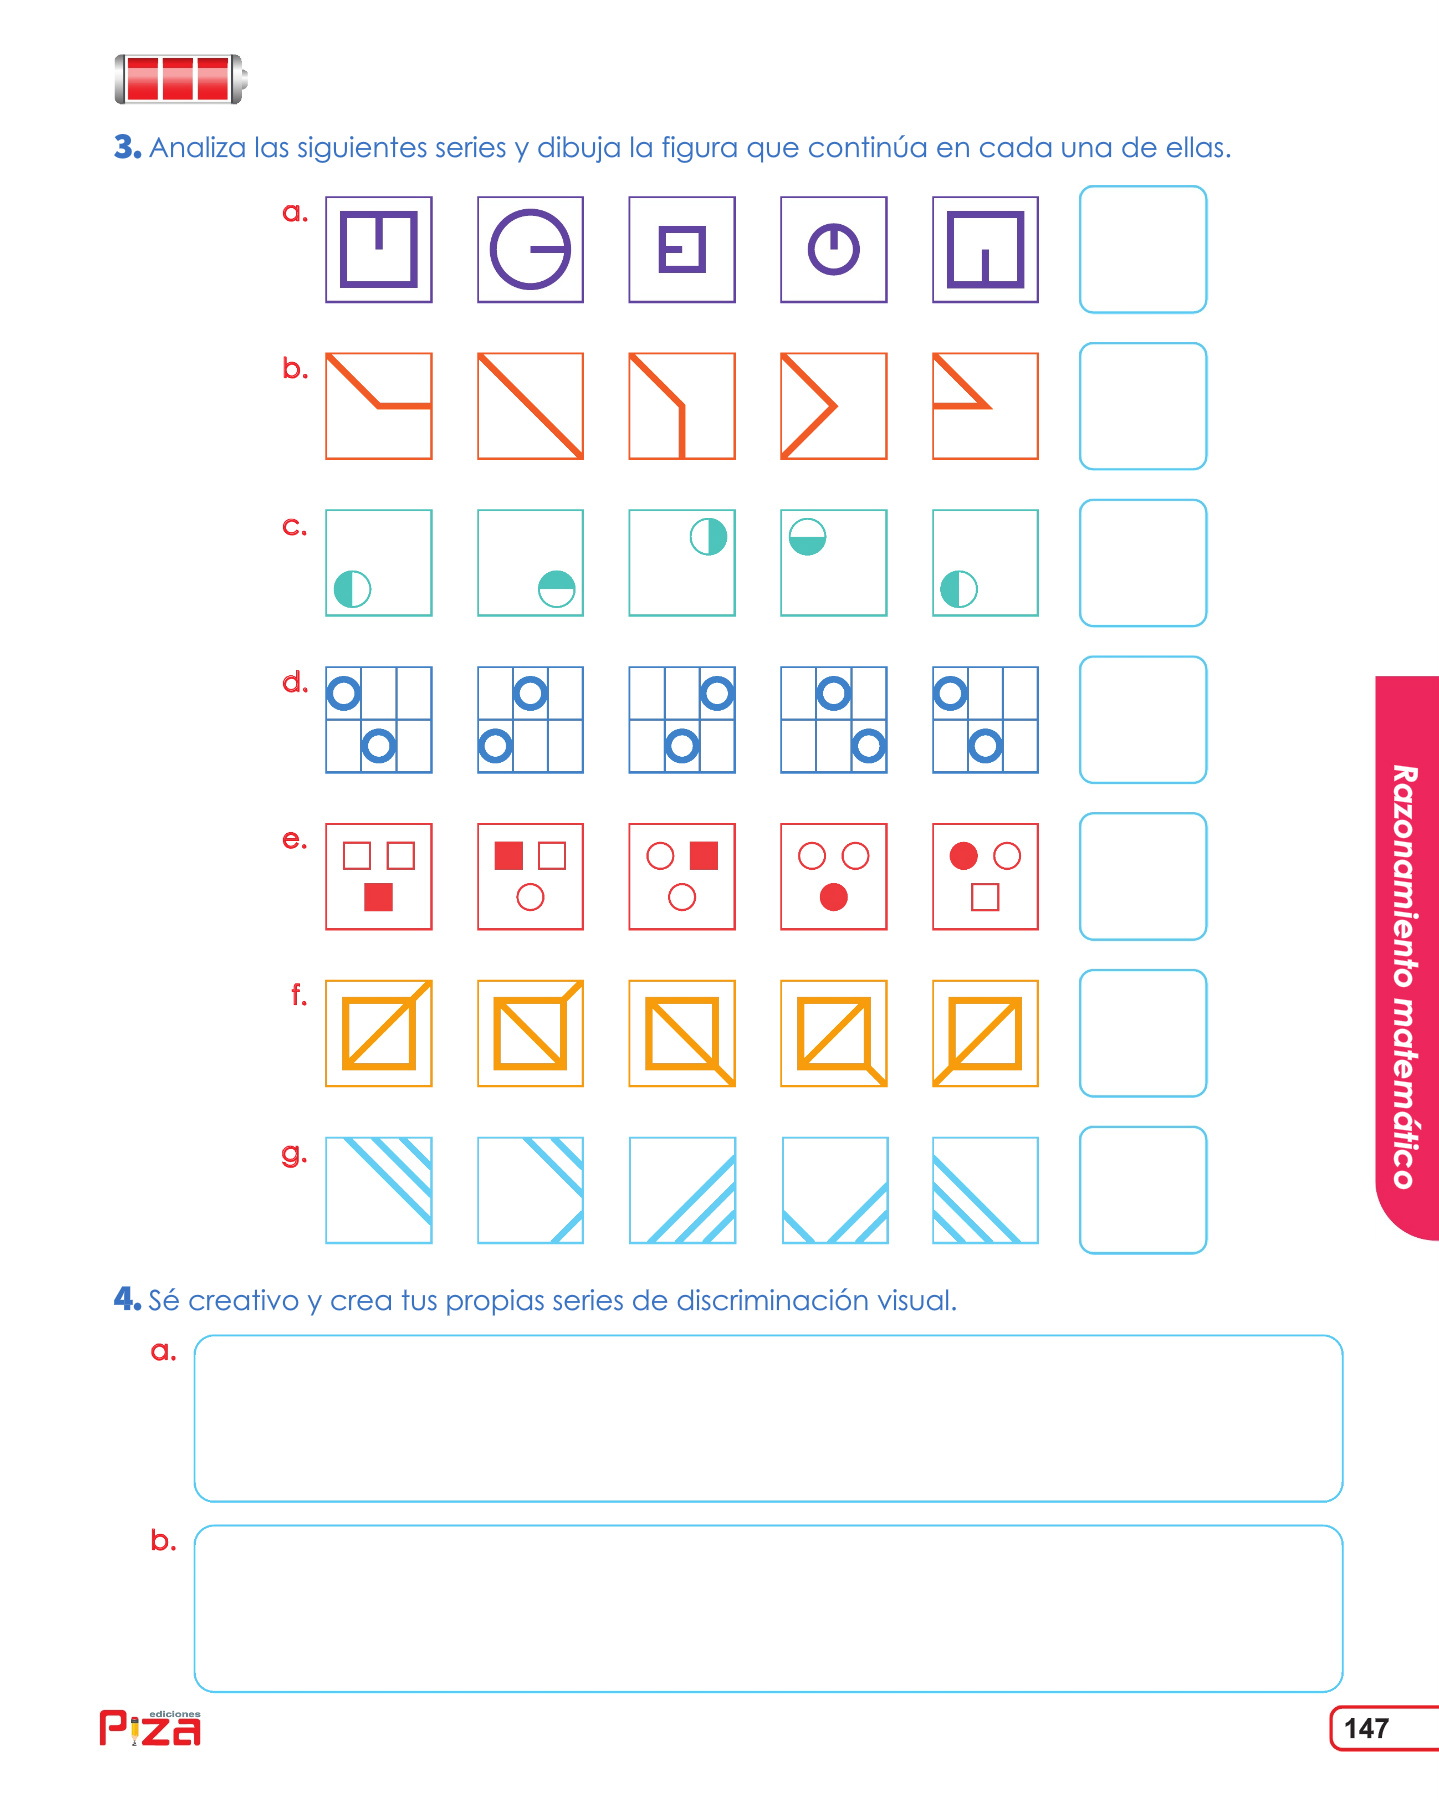 3. Analiza las siguientes series y dibuja la figura que continúa en cada una de ellas.
a.
b.
c.
d.
e.
f.
g.
Razonamiento matemático
4. Sé creativo y crea tus propias series de discriminación visual.
a.
b.
ediciones
Piza
147